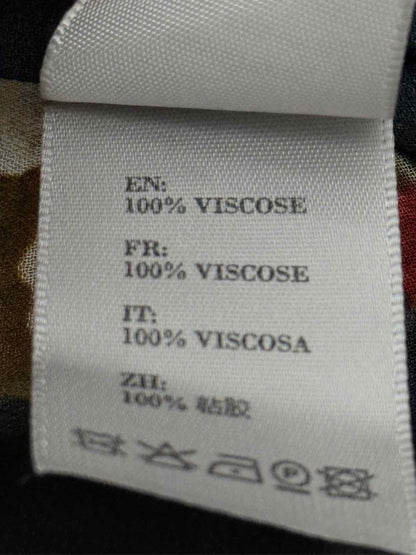 EN:
100% VISCOSE
FR:
100% VISCOSE
IT:
100% VISCOSA
ZH:
100% 粘胶
P